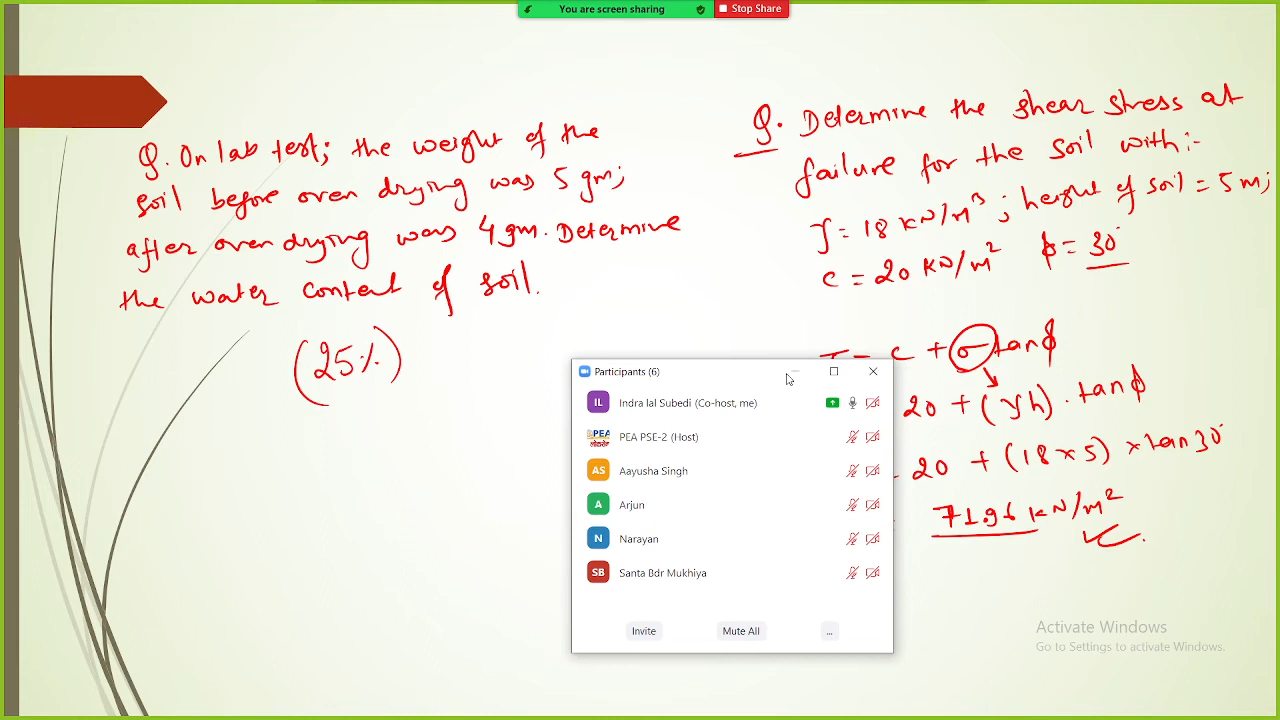 You are screen sharing
Stop Share
Q. On lab test; the weight of the
soil before oven drying was 5 gm;
after oven drying was 4 gm. Determine
the water content of soil.
(25%)
Q. Determine the shear stress at
failure for the soil with:-
γ = 18 KN/m³; height of soil = 5 m;
c = 20 KN/m² ϕ = 30°
τ = c + σ tanϕ
20 + (γh) . tanϕ
20 + (18 × 5) × tan 30°
71.96 KN/m²
Participants (6)
IL Indra lal Subedi (Co-host, me)
PEA PSE-2 (Host)
AS Aayusha Singh
A Arjun
N Narayan
SB Santa Bdr Mukhiya
Invite Mute All ...
Activate Windows
Go to Settings to activate Windows.